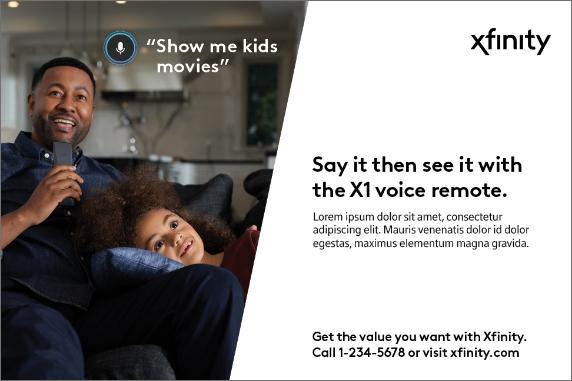 “Show me kids
movies”
xfinity
Say it then see it with
the X1 voice remote.
Lorem ipsum dolor sit amet, consectetur
adipiscing elit. Mauris venenatis dolor id dolor
egestas, maximus elementum magna gravida.
Get the value you want with Xfinity.
Call 1-234-5678 or visit xfinity.com